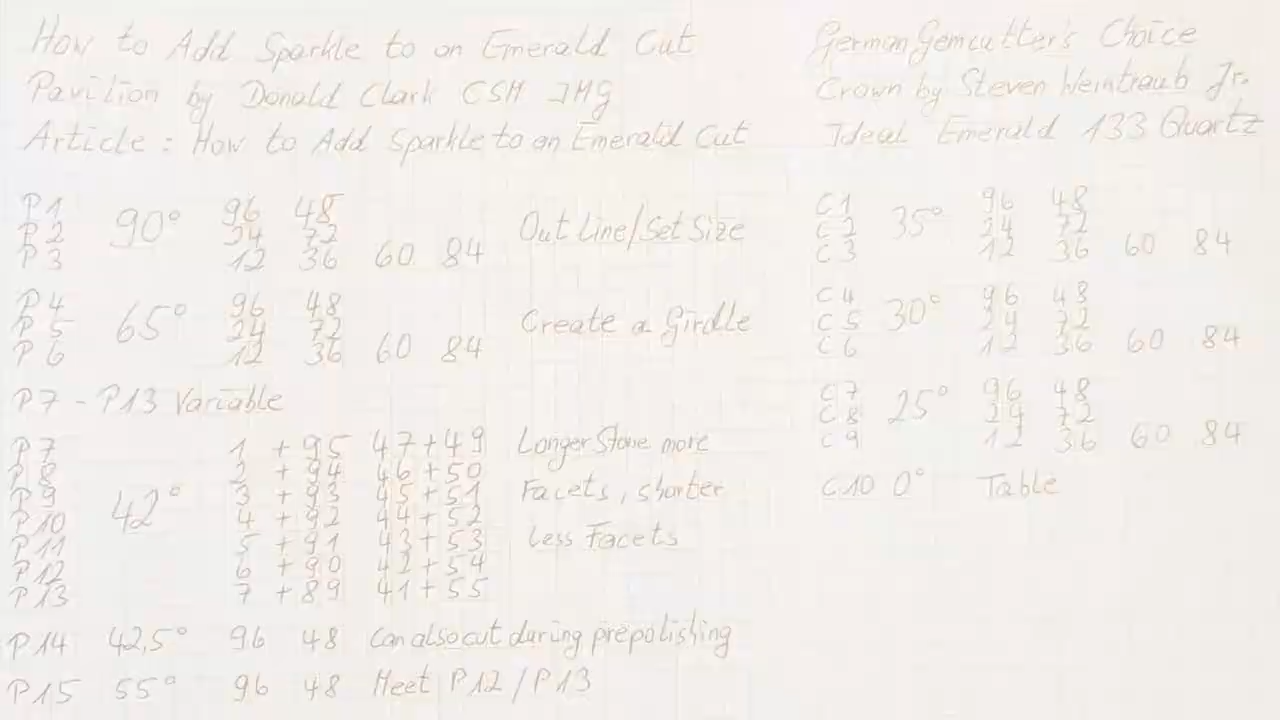 How to Add Sparkle to an Emerald Cut
Pavilion by Donald Clark CSM IMG
Article: How to Add Sparkle to an Emerald Cut
P1 96 48
P2 90° 24 72 Out Line/Set Size
P3 12 36 60 84
P4 96 48
P5 65° 24 72 Create a Girdle
P6 12 36 60 84
P7 - P13 Variable
P7 1 + 95 47+49 Longer Stone more
P8 2 + 94 46+50
P9 42° 3 + 93 45+51 Facets, shorter
P10 4 + 92 44+52
P11 5 + 91 43+53 Less Facets
P12 6 + 90 42+54
P13 7 + 89 41+55
P14 42,5° 96 48 Can also cut during prepolishing
P15 55° 96 48 Meet P12/P13
German Gemcutter's Choice
Crown by Steven Weintraub Jr.
Ideal Emerald 133 Quartz
C1 96 48
C2 35° 24 72
C3 12 36 60 84
C4 96 48
C5 30° 24 72
C6 12 36 60 84
C7 96 48
C8 25° 24 72
C9 12 36 60 84
C10 0° Table